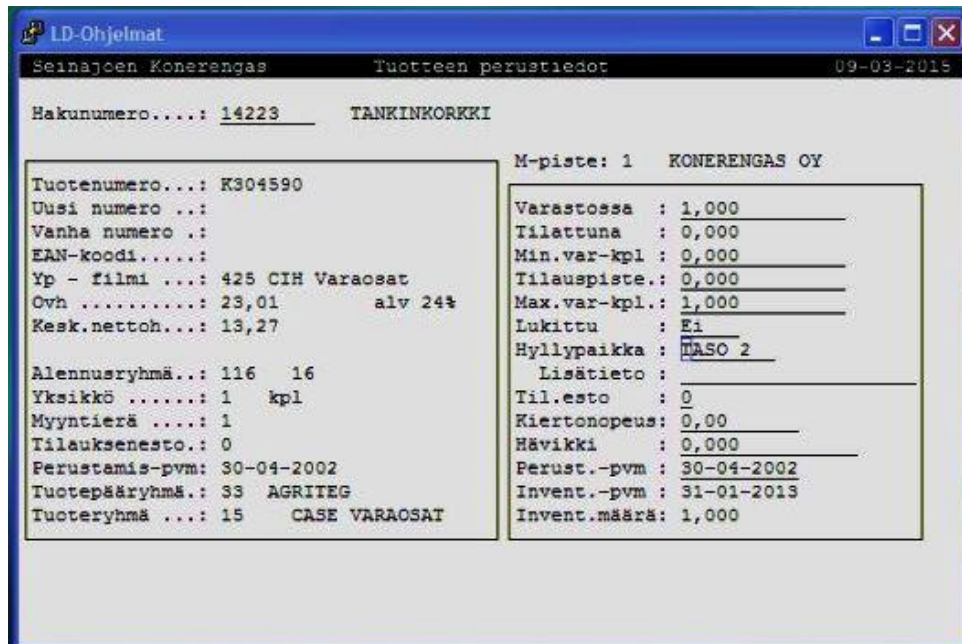 LD-Ohjelmat
Seinajoen Konerengas Tuotteen perustiedot 09-03-2015
Hakunumero....: 14223 TANKINKORKKI
Tuotenumero...: K304590
Uusi numero ..:
Vanha numero .:
EAN-koodi.....:
Yp - filmi ...: 425 CIH Varaosat
Ovh ..........: 23,01 alv 24%
Kesk.nettoh...: 13,27
Alennusryhmä..: 116 16
Yksikkö ......: 1 kpl
Myyntierä ....: 1
Tilauksenesto.: 0
Perustamis-pvm: 30-04-2002
Tuotepääryhmä.: 33 AGRITEG
Tuoteryhmä ...: 15 CASE VARAOSAT
M-piste: 1 KONERENGAS OY
Varastossa : 1,000
Tilattuna : 0,000
Min.var-kpl : 0,000
Tilauspiste.: 0,000
Max.var-kpl.: 1,000
Lukittu : Ei
Hyllypaikka : TASO 2
Lisätieto :
Til.esto : 0
Kiertonopeus: 0,00
Hävikki : 0,000
Perust.-pvm : 30-04-2002
Invent.-pvm : 31-01-2013
Invent.määrä: 1,000